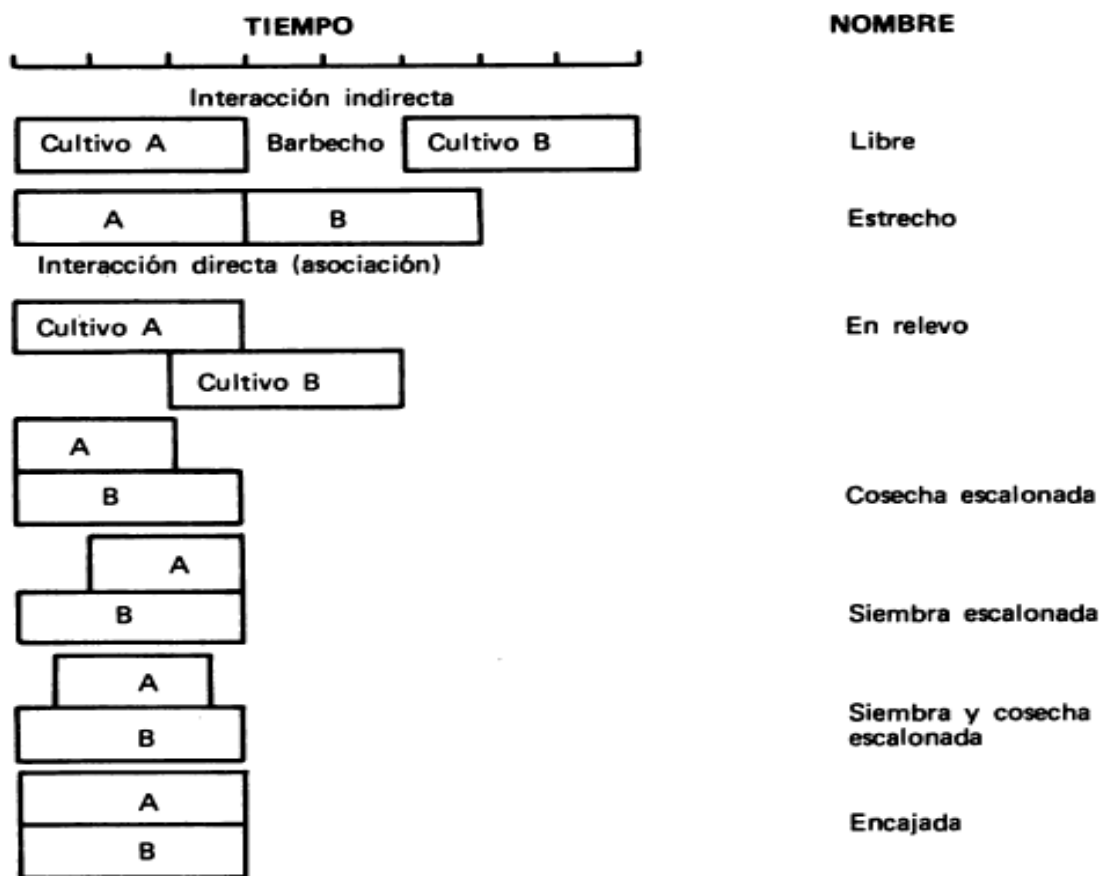 TIEMPO
NOMBRE
Interacción indirecta
Cultivo A
Barbecho
Cultivo B
Libre
A
B
Estrecho
Interacción directa (asociación)
Cultivo A
En relevo
Cultivo B
A
B
Cosecha escalonada
A
B
Siembra escalonada
A
B
Siembra y cosecha
escalonada
A
B
Encajada